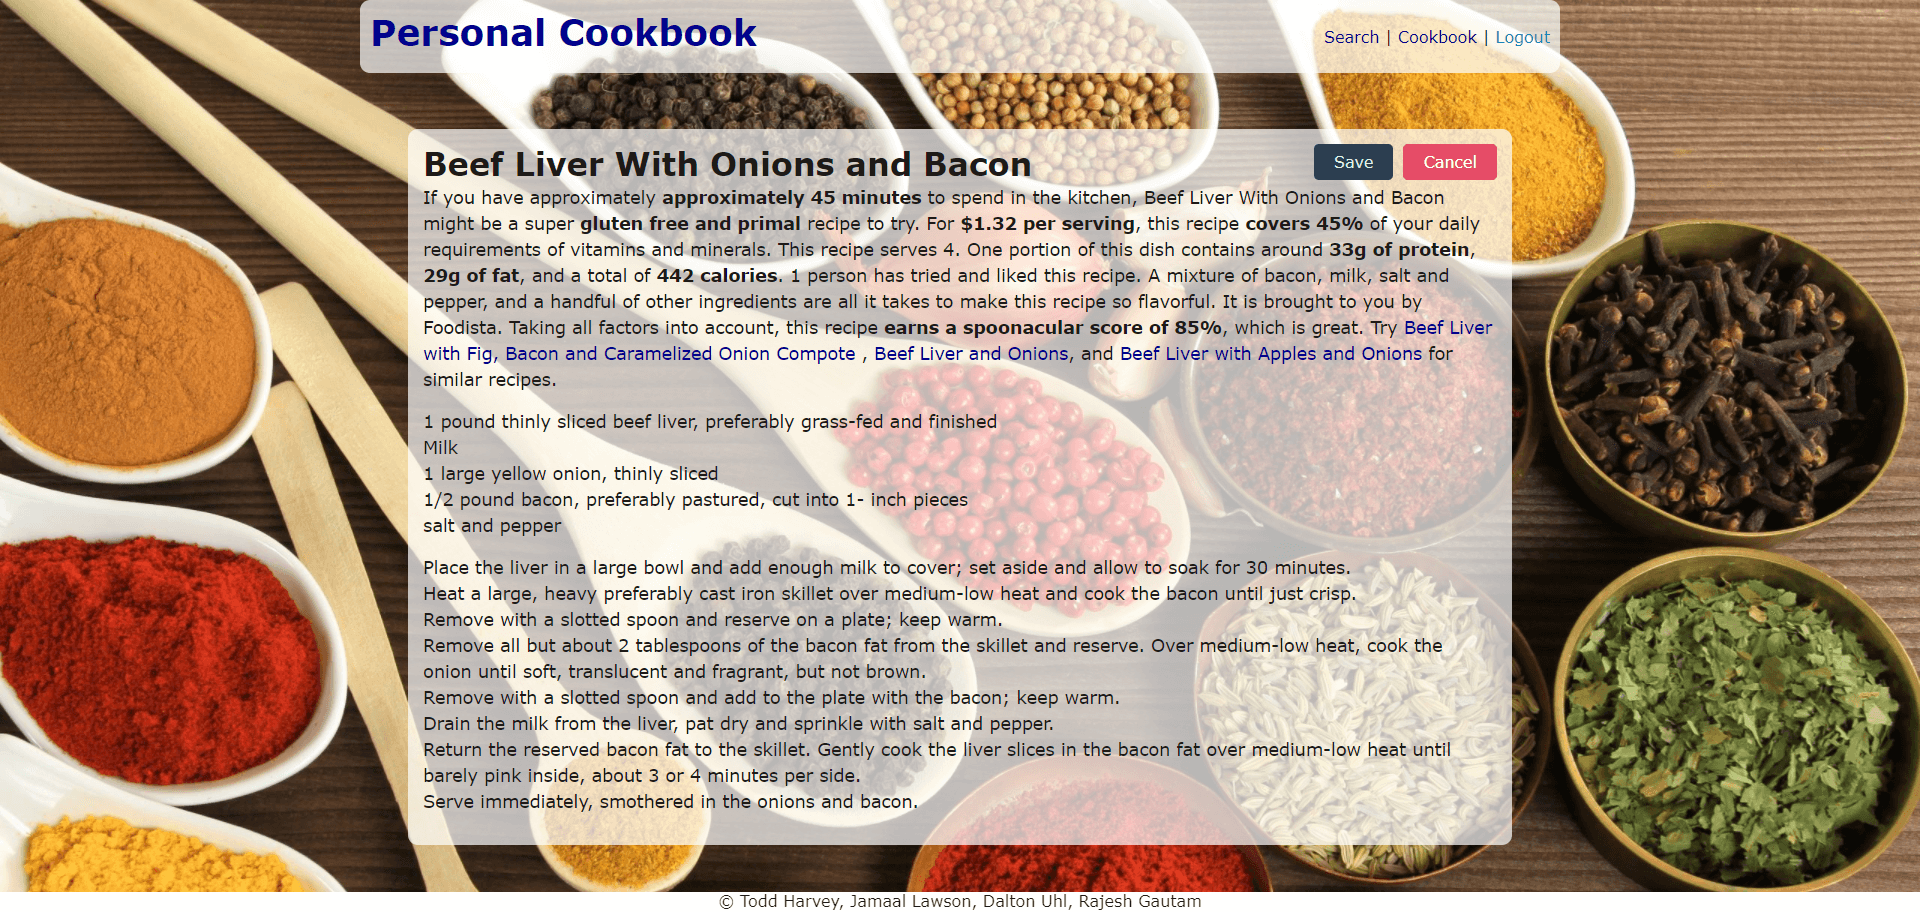 Personal Cookbook
Search | Cookbook | Logout
Beef Liver With Onions and Bacon
Save
Cancel
If you have approximately approximately 45 minutes to spend in the kitchen, Beef Liver With Onions and Bacon
might be a super gluten free and primal recipe to try. For $1.32 per serving, this recipe covers 45% of your daily
requirements of vitamins and minerals. This recipe serves 4. One portion of this dish contains around 33g of protein,
29g of fat, and a total of 442 calories. 1 person has tried and liked this recipe. A mixture of bacon, milk, salt and
pepper, and a handful of other ingredients are all it takes to make this recipe so flavorful. It is brought to you by
Foodista. Taking all factors into account, this recipe earns a spoonacular score of 85%, which is great. Try Beef Liver
with Fig, Bacon and Caramelized Onion Compote , Beef Liver and Onions, and Beef Liver with Apples and Onions for
similar recipes.
1 pound thinly sliced beef liver, preferably grass-fed and finished
Milk
1 large yellow onion, thinly sliced
1/2 pound bacon, preferably pastured, cut into 1- inch pieces
salt and pepper
Place the liver in a large bowl and add enough milk to cover; set aside and allow to soak for 30 minutes.
Heat a large, heavy preferably cast iron skillet over medium-low heat and cook the bacon until just crisp.
Remove with a slotted spoon and reserve on a plate; keep warm.
Remove all but about 2 tablespoons of the bacon fat from the skillet and reserve. Over medium-low heat, cook the
onion until soft, translucent and fragrant, but not brown.
Remove with a slotted spoon and add to the plate with the bacon; keep warm.
Drain the milk from the liver, pat dry and sprinkle with salt and pepper.
Return the reserved bacon fat to the skillet. Gently cook the liver slices in the bacon fat over medium-low heat until
barely pink inside, about 3 or 4 minutes per side.
Serve immediately, smothered in the onions and bacon.
© Todd Harvey, Jamaal Lawson, Dalton Uhl, Rajesh Gautam